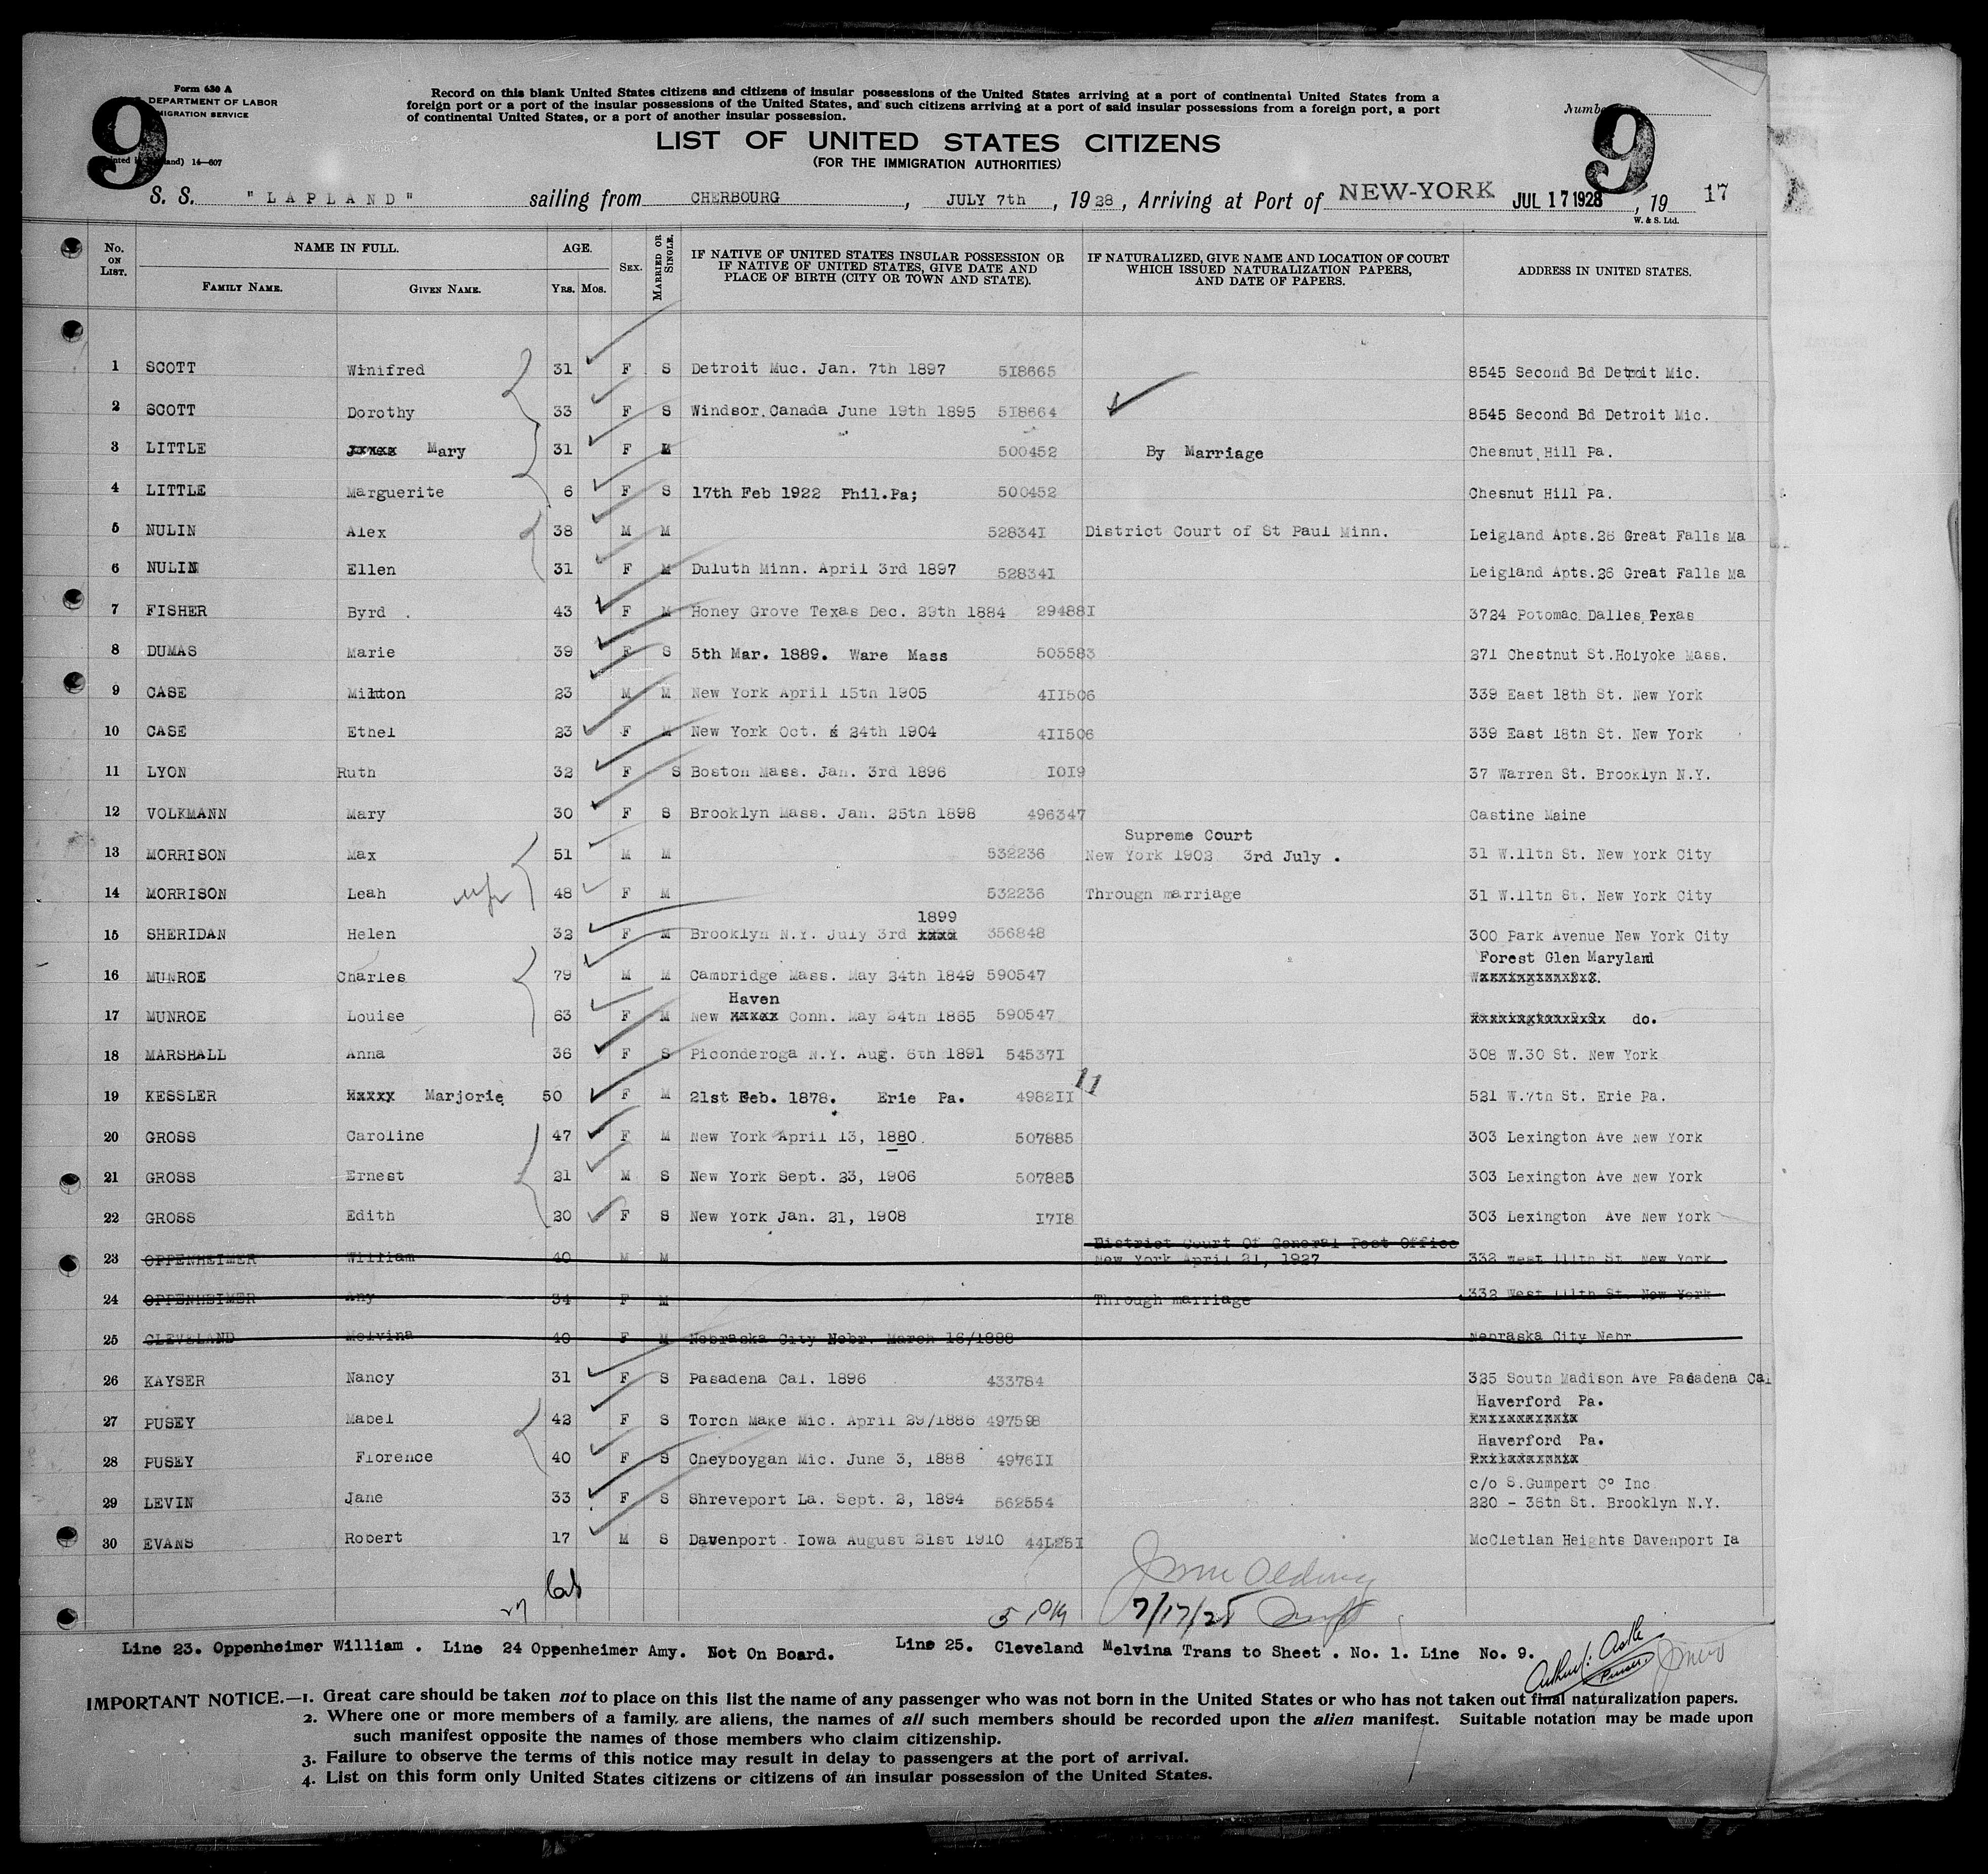 Form 630 A
DEPARTMENT OF LABOR
IMMIGRATION SERVICE
14—607
9
Record on this blank United States citizens and citizens of insular possessions of the United States arriving at a port of continental United States from a
foreign port or a port of the insular possessions of the United States, and such citizens arriving at a port of said insular possessions from a foreign port, a port
of continental United States, or a port of another insular possession.
Number
9
LIST OF UNITED STATES CITIZENS
(FOR THE IMMIGRATION AUTHORITIES)
S. S. "LAPLAND" sailing from CHERBOURG, JULY 7th, 1928, Arriving at Port of NEW-YORK JUL 17 1928, 19 17
W. & S. Ltd.
No. ON LIST. NAME IN FULL. FAMILY NAME. GIVEN NAME. AGE. YRS. MOS. SEX. MARRIED OR SINGLE. IF NATIVE OF UNITED STATES INSULAR POSSESSION OR IF NATIVE OF UNITED STATES, GIVE DATE AND PLACE OF BIRTH (CITY OR TOWN AND STATE). IF NATURALIZED, GIVE NAME AND LOCATION OF COURT WHICH ISSUED NATURALIZATION PAPERS, AND DATE OF PAPERS. ADDRESS IN UNITED STATES.
1 SCOTT Winifred 31 F S Detroit Muc. Jan. 7th 1897 518665 8545 Second Bd Detroit Mic.
2 SCOTT Dorothy 33 F S Windsor.Canada June 19th 1895 518664 8545 Second Bd Detroit Mic.
3 LITTLE Mary 31 F M 500452 By Marriage Chesnut Hill Pa.
4 LITTLE Marguerite 6 F S 17th Feb 1922 Phil.Pa; 500452 Chesnut Hill Pa.
5 NULIN Alex 38 M M 528341 District Court of St Paul Minn. Leigland Apts.26 Great Falls Ma
6 NULIN Ellen 31 F M Duluth Minn. April 3rd 1897 528341 Leigland Apts.26 Great Falls Ma
7 FISHER Byrd . 43 F M Honey Grove Texas Dec. 29th 1884 294881 3724 Potomac Dalles Texas
8 DUMAS Marie 39 F S 5th Mar. 1889. Ware Mass 505583 271 Chestnut St.Holyoke Mass.
9 CASE Milton 23 M M New York April 15th 1905 411506 339 East 18th St. New York
10 CASE Ethel 23 F M New York Oct. 24th 1904 411506 339 East 18th St. New York
11 LYON Ruth 32 F S Boston Mass. Jan. 3rd 1896 1019 37 Warren St. Brooklyn N.Y.
12 VOLKMANN Mary 30 F S Brooklyn Mass. Jan. 25th 1898 496347 Castine Maine
Supreme Court
13 MORRISON Max 51 M M 532236 New York 1902 3rd July . 31 W.11th St. New York City
14 MORRISON Leah 48 F M 532236 Through marriage 31 W.11th St. New York City
1899
15 SHERIDAN Helen 32 F M Brooklyn N.Y. July 3rd xxxx 356848 300 Park Avenue New York City
Forest Glen Maryland
16 MUNROE Charles 79 M M Cambridge Mass. May 24th 1849 590547
Haven
17 MUNROE Louise 63 F M New xxxxx Conn. May 24th 1865 590547 do.
18 MARSHALL Anna 36 F S Piconderoga N.Y. Aug. 6th 1891 545371 308 W.30 St. New York
19 KESSLER Marjorie 50 F M 21st Feb. 1878. Erie Pa. 498211 11 521 W.7th St. Erie Pa.
20 GROSS Caroline 47 F M New York April 13, 1880. 507885 303 Lexington Ave New York
21 GROSS Ernest 21 M S New York Sept. 23, 1906 507885 303 Lexington Ave New York
22 GROSS Edith 20 F S New York Jan. 21, 1908 1718 303 Lexington Ave New York
District Court Of General Post Office
23 OPPENHEIMER William 40 M M New York April 21, 1927 332 West 111th St. New York
24 OPPENHEIMER Any 34 F M Through marriage 332 West 111th St. New York
25 CLEVELAND Melvina 40 F M Nebraska City Nebr. March 16/1888 Nebraska City Nebr.
26 KAYSER Nancy 31 F S Pasadena Cal. 1896 433784 325 South Madison Ave Pasadena Cal
Haverford Pa.
27 PUSEY Mabel 42 F S Torch Make Mic. April 29/1886 497598
Haverford Pa.
28 PUSEY Florence 40 F S Cheyboygan Mic. June 3, 1888 497611
c/o S.Gumpert Co Inc
29 LEVIN Jane 33 F S Shreveport La. Sept. 2, 1894 562554 220 - 36th St. Brooklyn N.Y.
30 EVANS Robert 17 M S Davenport Iowa August 21st 1910 441251 McCletlan Heights Davenport Ia
7/17/28
Line 23. Oppenheimer William . Line 24 Oppenheimer Amy. Not On Board. Line 25. Cleveland Melvina Trans to Sheet . No. 1. Line No. 9.
Purser.
IMPORTANT NOTICE.—1. Great care should be taken not to place on this list the name of any passenger who was not born in the United States or who has not taken out final naturalization papers.
2. Where one or more members of a family are aliens, the names of all such members should be recorded upon the alien manifest. Suitable notation may be made upon
such manifest opposite the names of those members who claim citizenship.
3. Failure to observe the terms of this notice may result in delay to passengers at the port of arrival.
4. List on this form only United States citizens or citizens of an insular possession of the United States.